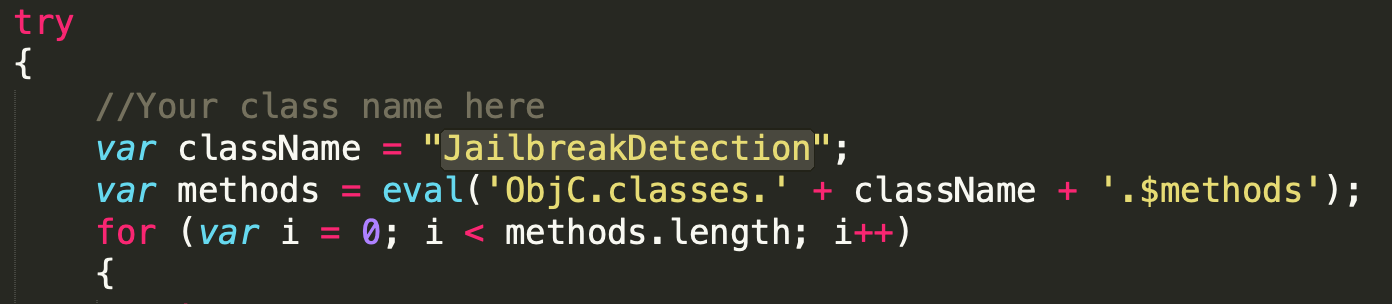 try
{
//Your class name here
var className = "JailbreakDetection";
var methods = eval('ObjC.classes.' + className + '.$methods');
for (var i = 0; i < methods.length; i++)
{